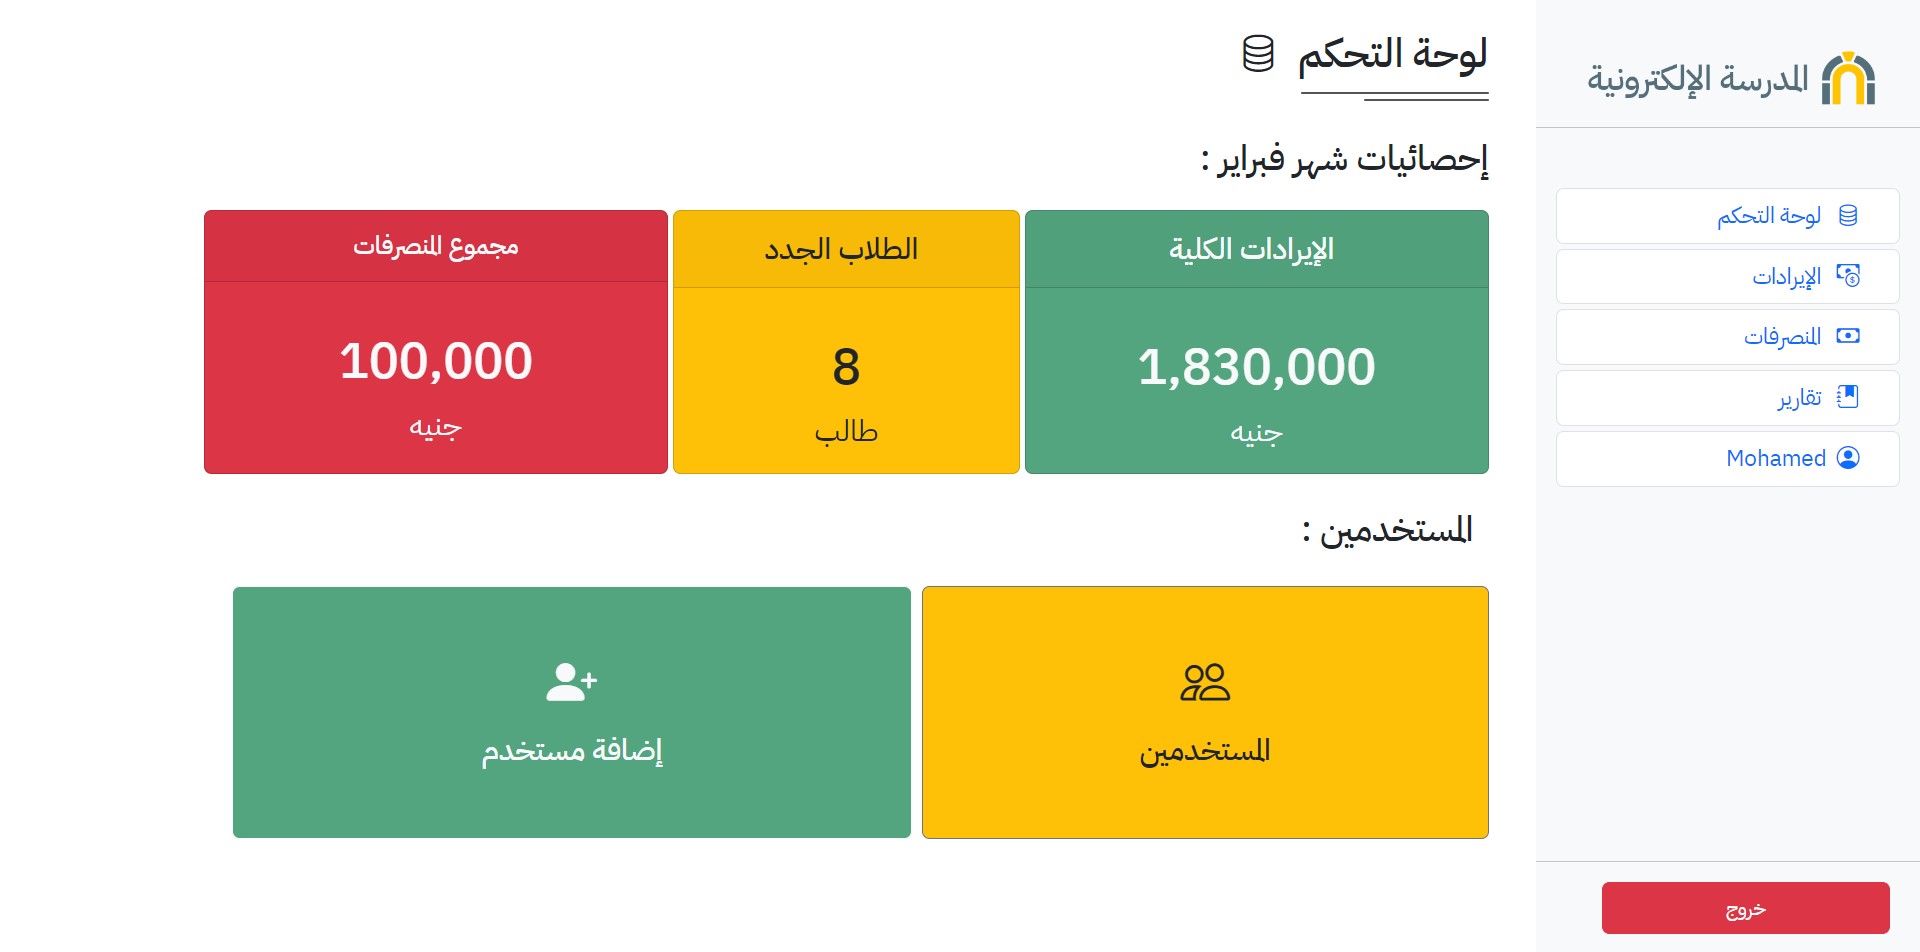 المدرسة الإلكترونية
لوحة التحكم
الإيرادات
المنصرفات
تقارير
Mohamed
خروج
لوحة التحكم
إحصائيات شهر فبراير :
الإيرادات الكلية
1,830,000
جنيه
الطلاب الجدد
8
طالب
مجموع المنصرفات
100,000
جنيه
المستخدمين :
المستخدمين
إضافة مستخدم